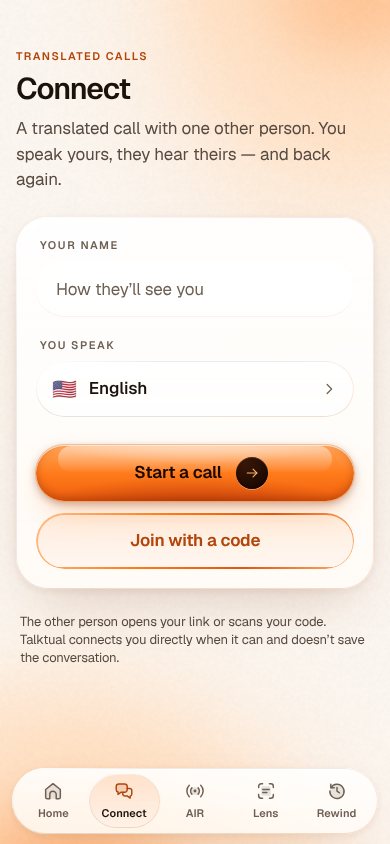 TRANSLATED CALLS
Connect
A translated call with one other person. You
speak yours, they hear theirs — and back
again.
YOUR NAME
How they’ll see you
YOU SPEAK
English
Start a call
Join with a code
The other person opens your link or scans your code.
Talktual connects you directly when it can and doesn’t save
the conversation.
Home
Connect
AIR
Lens
Rewind